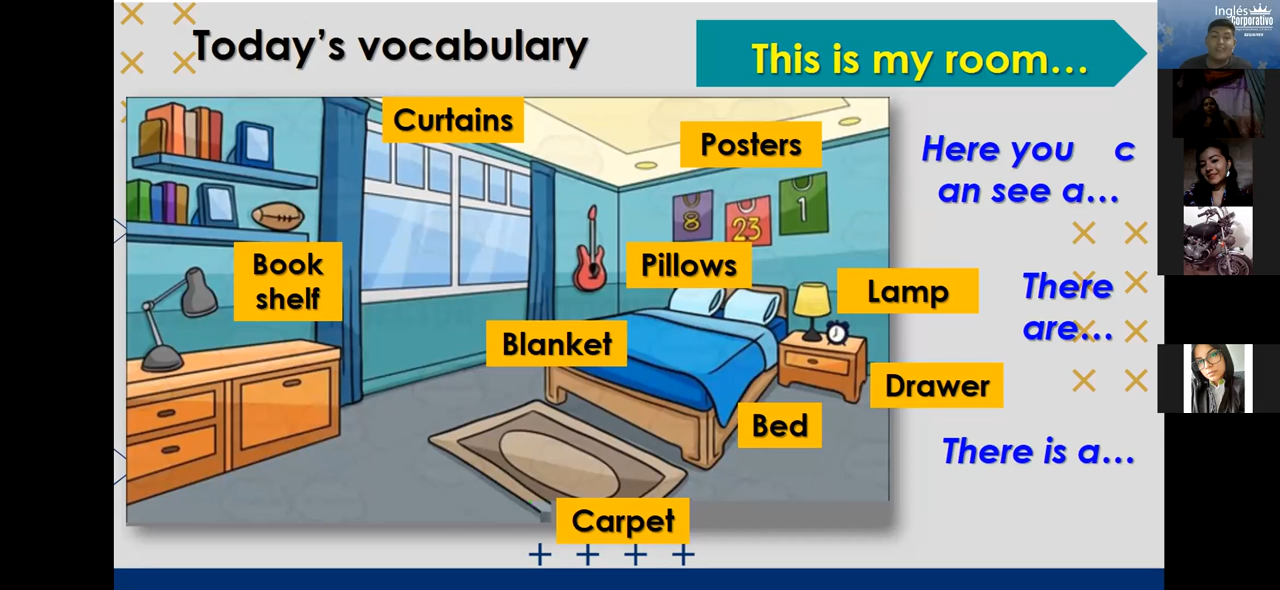 Today's vocabulary
This is my room...
Curtains
Posters
Here you c
an see a...
Book
shelf
Pillows
Lamp
There
are...
Blanket
Drawer
Bed
There is a...
Carpet
8
23
1
Inglés
Corporativo